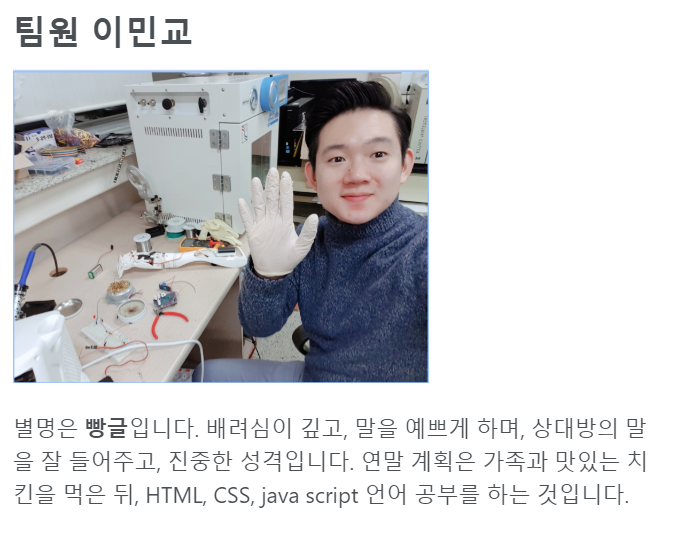 팀원 이민교
별명은 빵글입니다. 배려심이 깊고, 말을 예쁘게 하며, 상대방의 말
을 잘 들어주고, 진중한 성격입니다. 연말 계획은 가족과 맛있는 치
킨을 먹은 뒤, HTML, CSS, java script 언어 공부를 하는 것입니다.